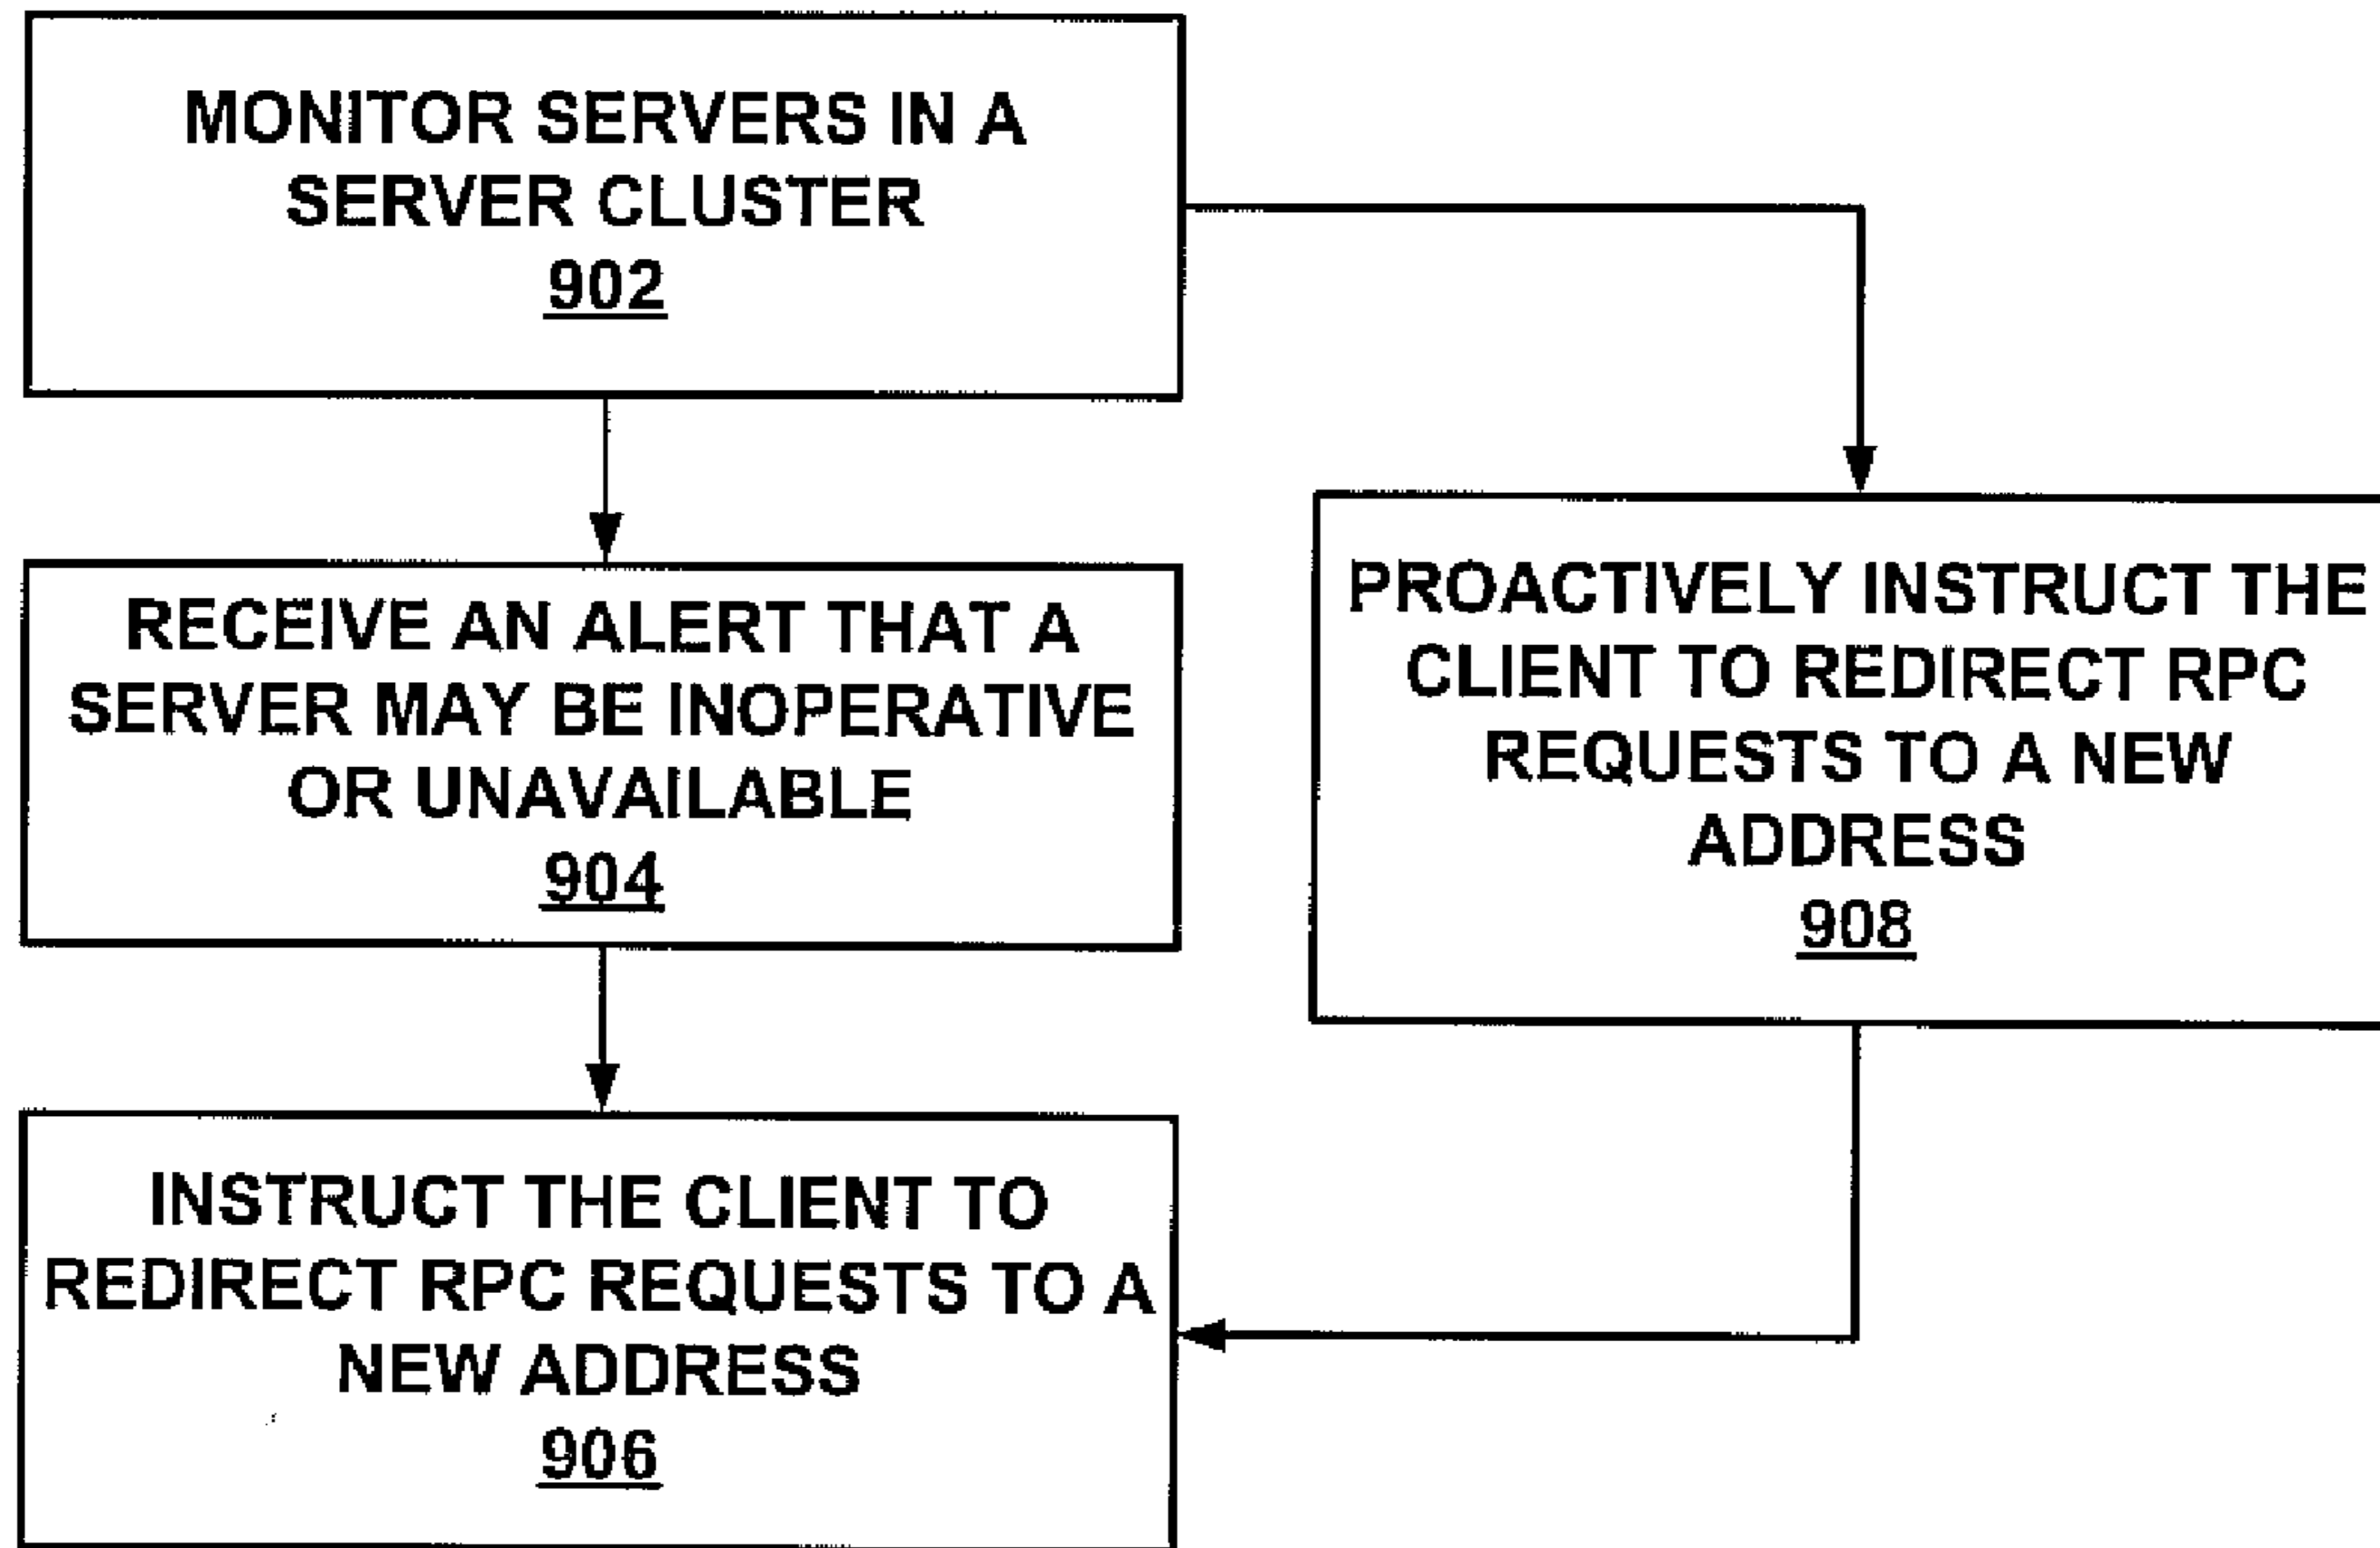 MONITOR SERVERS IN A
SERVER CLUSTER
902
RECEIVE AN ALERT THAT A
SERVER MAY BE INOPERATIVE
OR UNAVAILABLE
904
PROACTIVELY INSTRUCT THE
CLIENT TO REDIRECT RPC
REQUESTS TO A NEW
ADDRESS
908
INSTRUCT THE CLIENT TO
REDIRECT RPC REQUESTS TO A
NEW ADDRESS
906